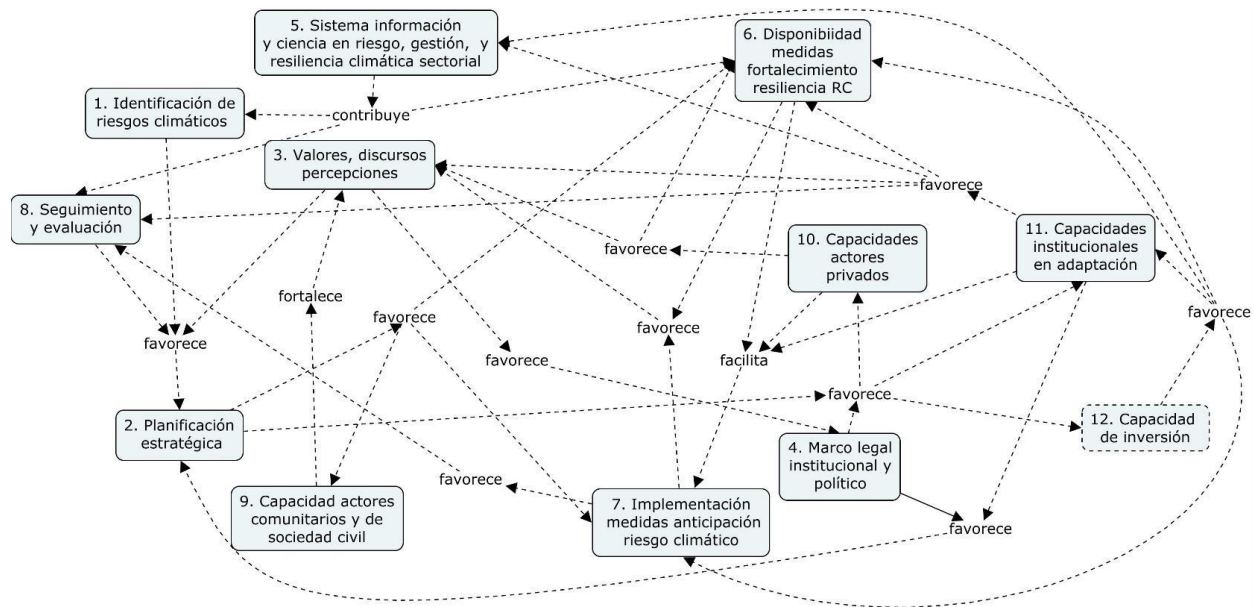 5. Sistema información
y ciencia en riesgo, gestión, y
resiliencia climática sectorial
6. Disponibiidad
medidas
fortalecimiento
resiliencia RC
1. Identificación de
riesgos climáticos
contribuye
3. Valores, discursos
percepciones
favorece
8. Seguimiento
y evaluación
favorece
10. Capacidades
actores
privados
11. Capacidades
institucionales
en adaptación
fortalece
favorece
favorece
favorece
favorece
favorece
facilita
favorece
2. Planificación
estratégica
12. Capacidad
de inversión
4. Marco legal
institucional y
político
favorece
9. Capacidad actores
comunitarios y de
sociedad civil
7. Implementación
medidas anticipación
riesgo climático
favorece